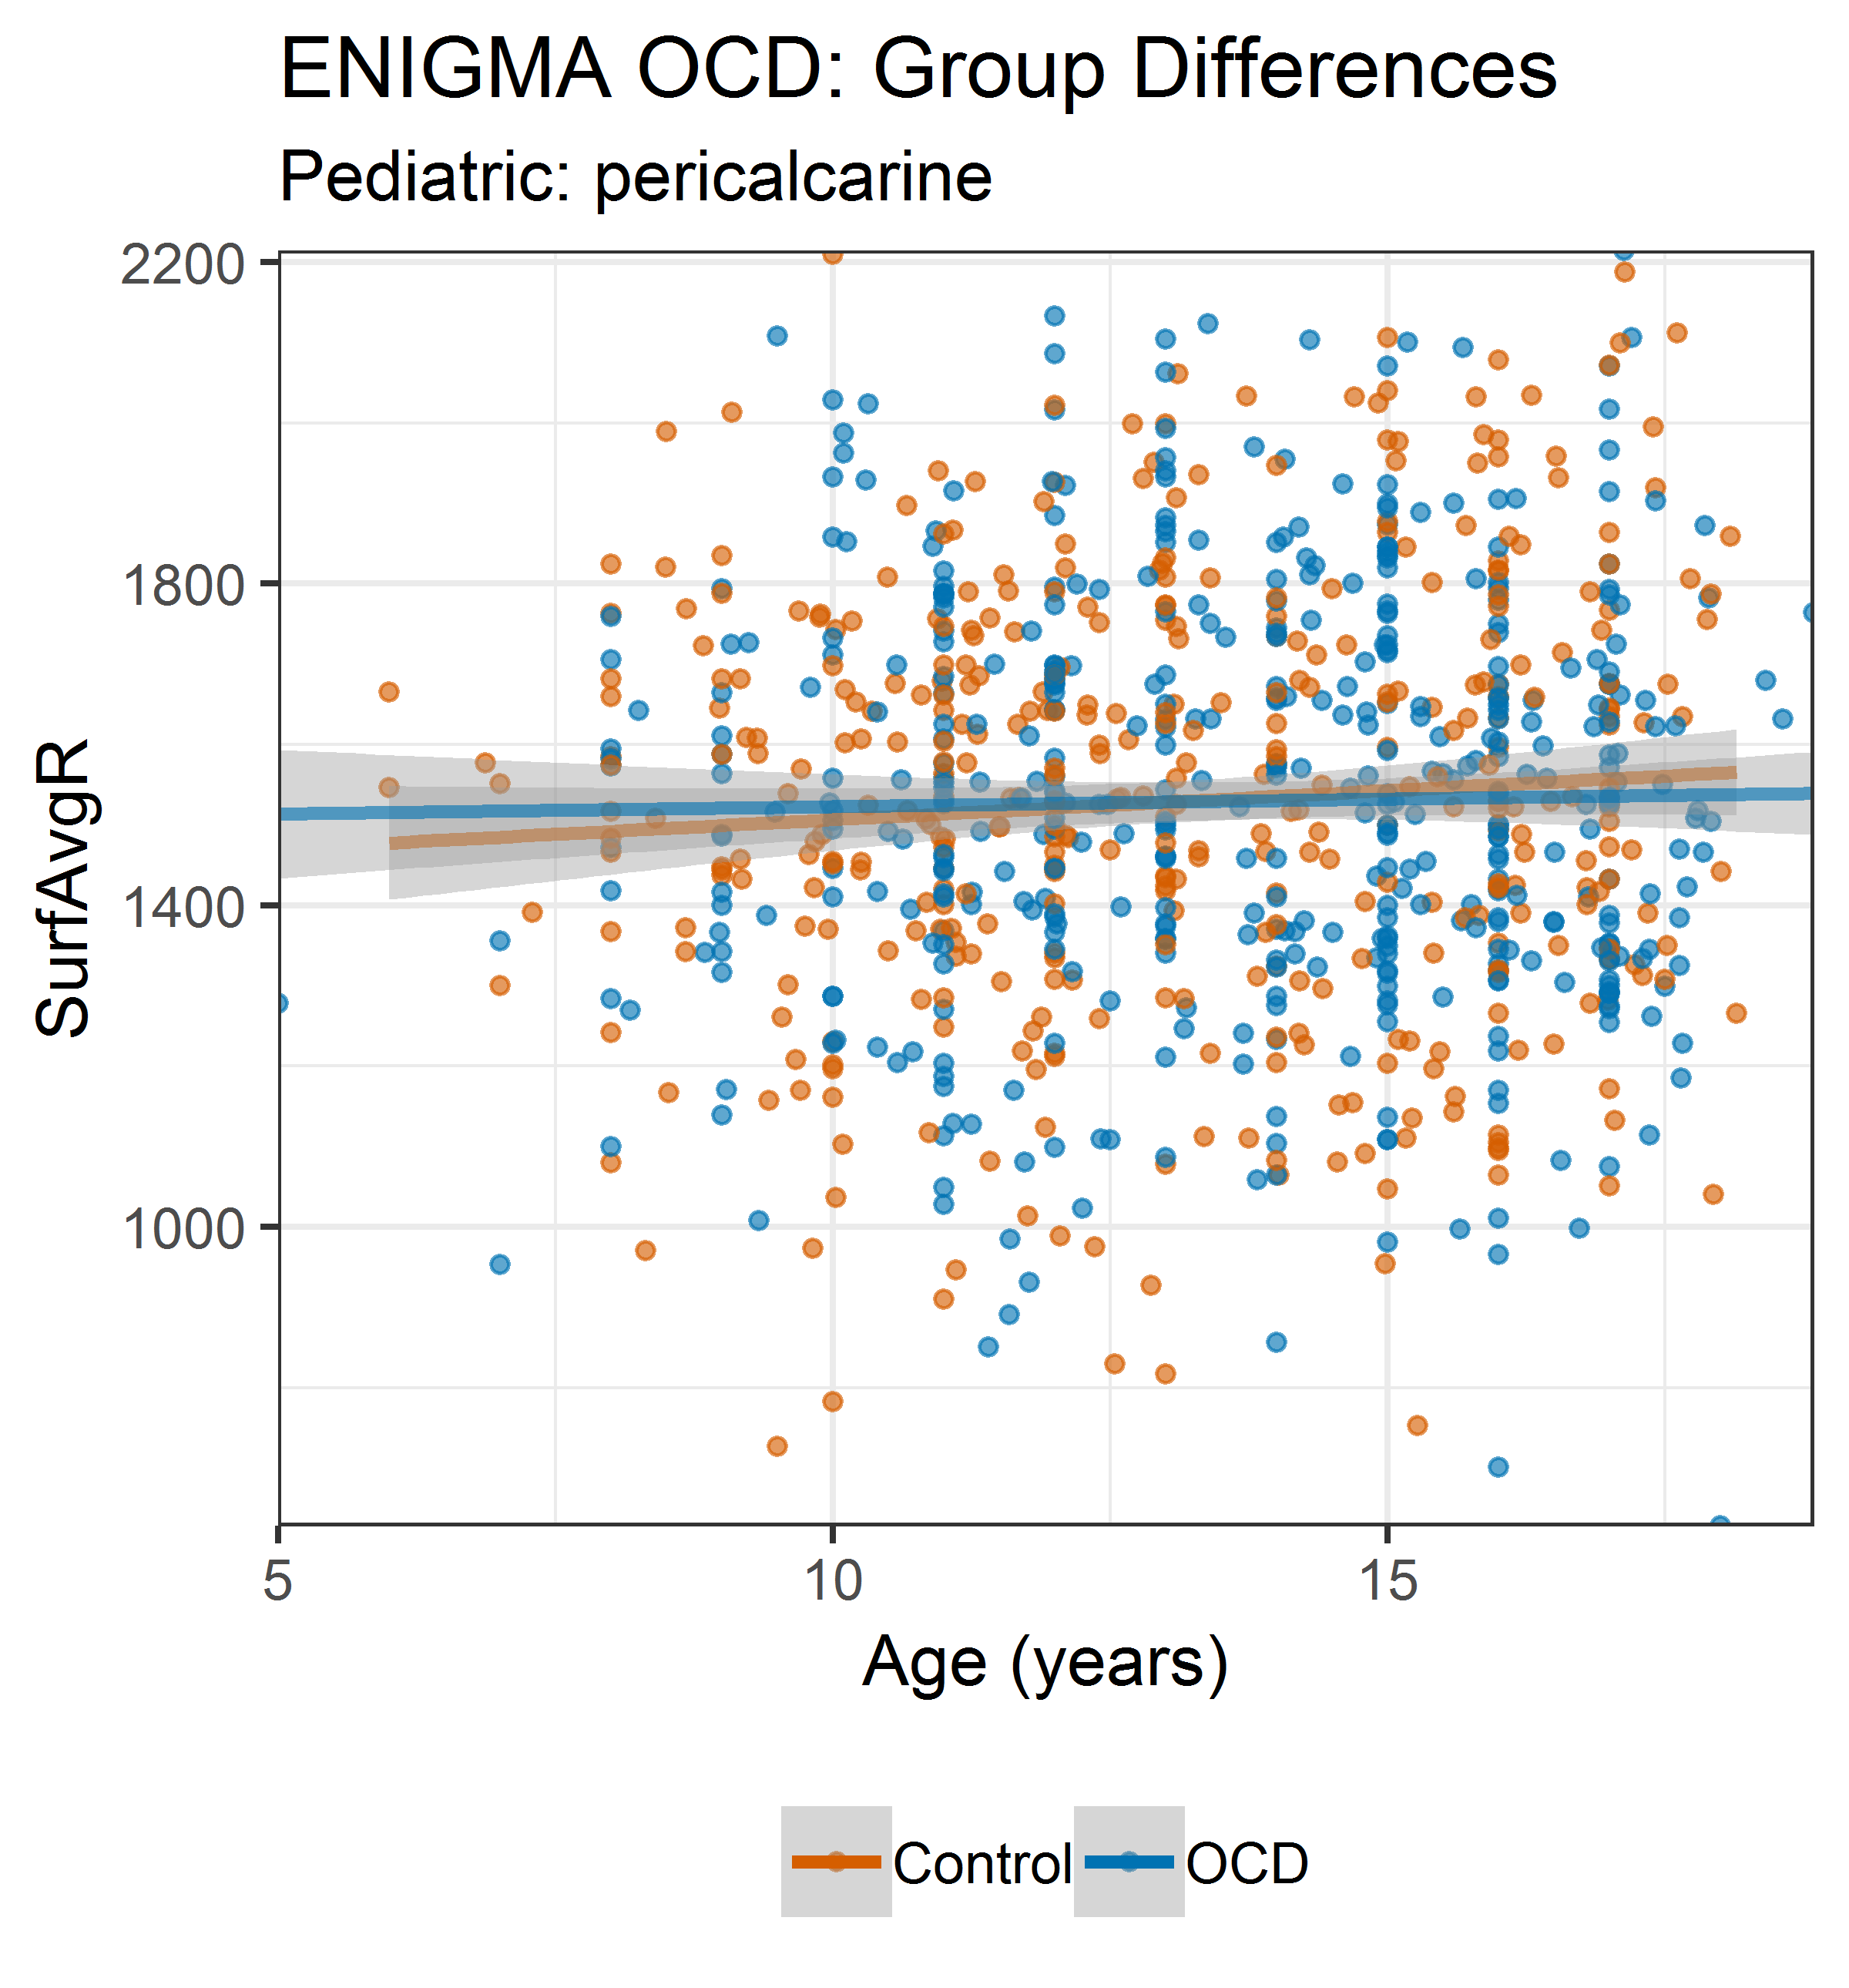 ENIGMA OCD: Group Differences
Pediatric: pericalcarine
2200
1800
1400
1000
SurfAvgR
5 10 15
Age (years)
Control OCD